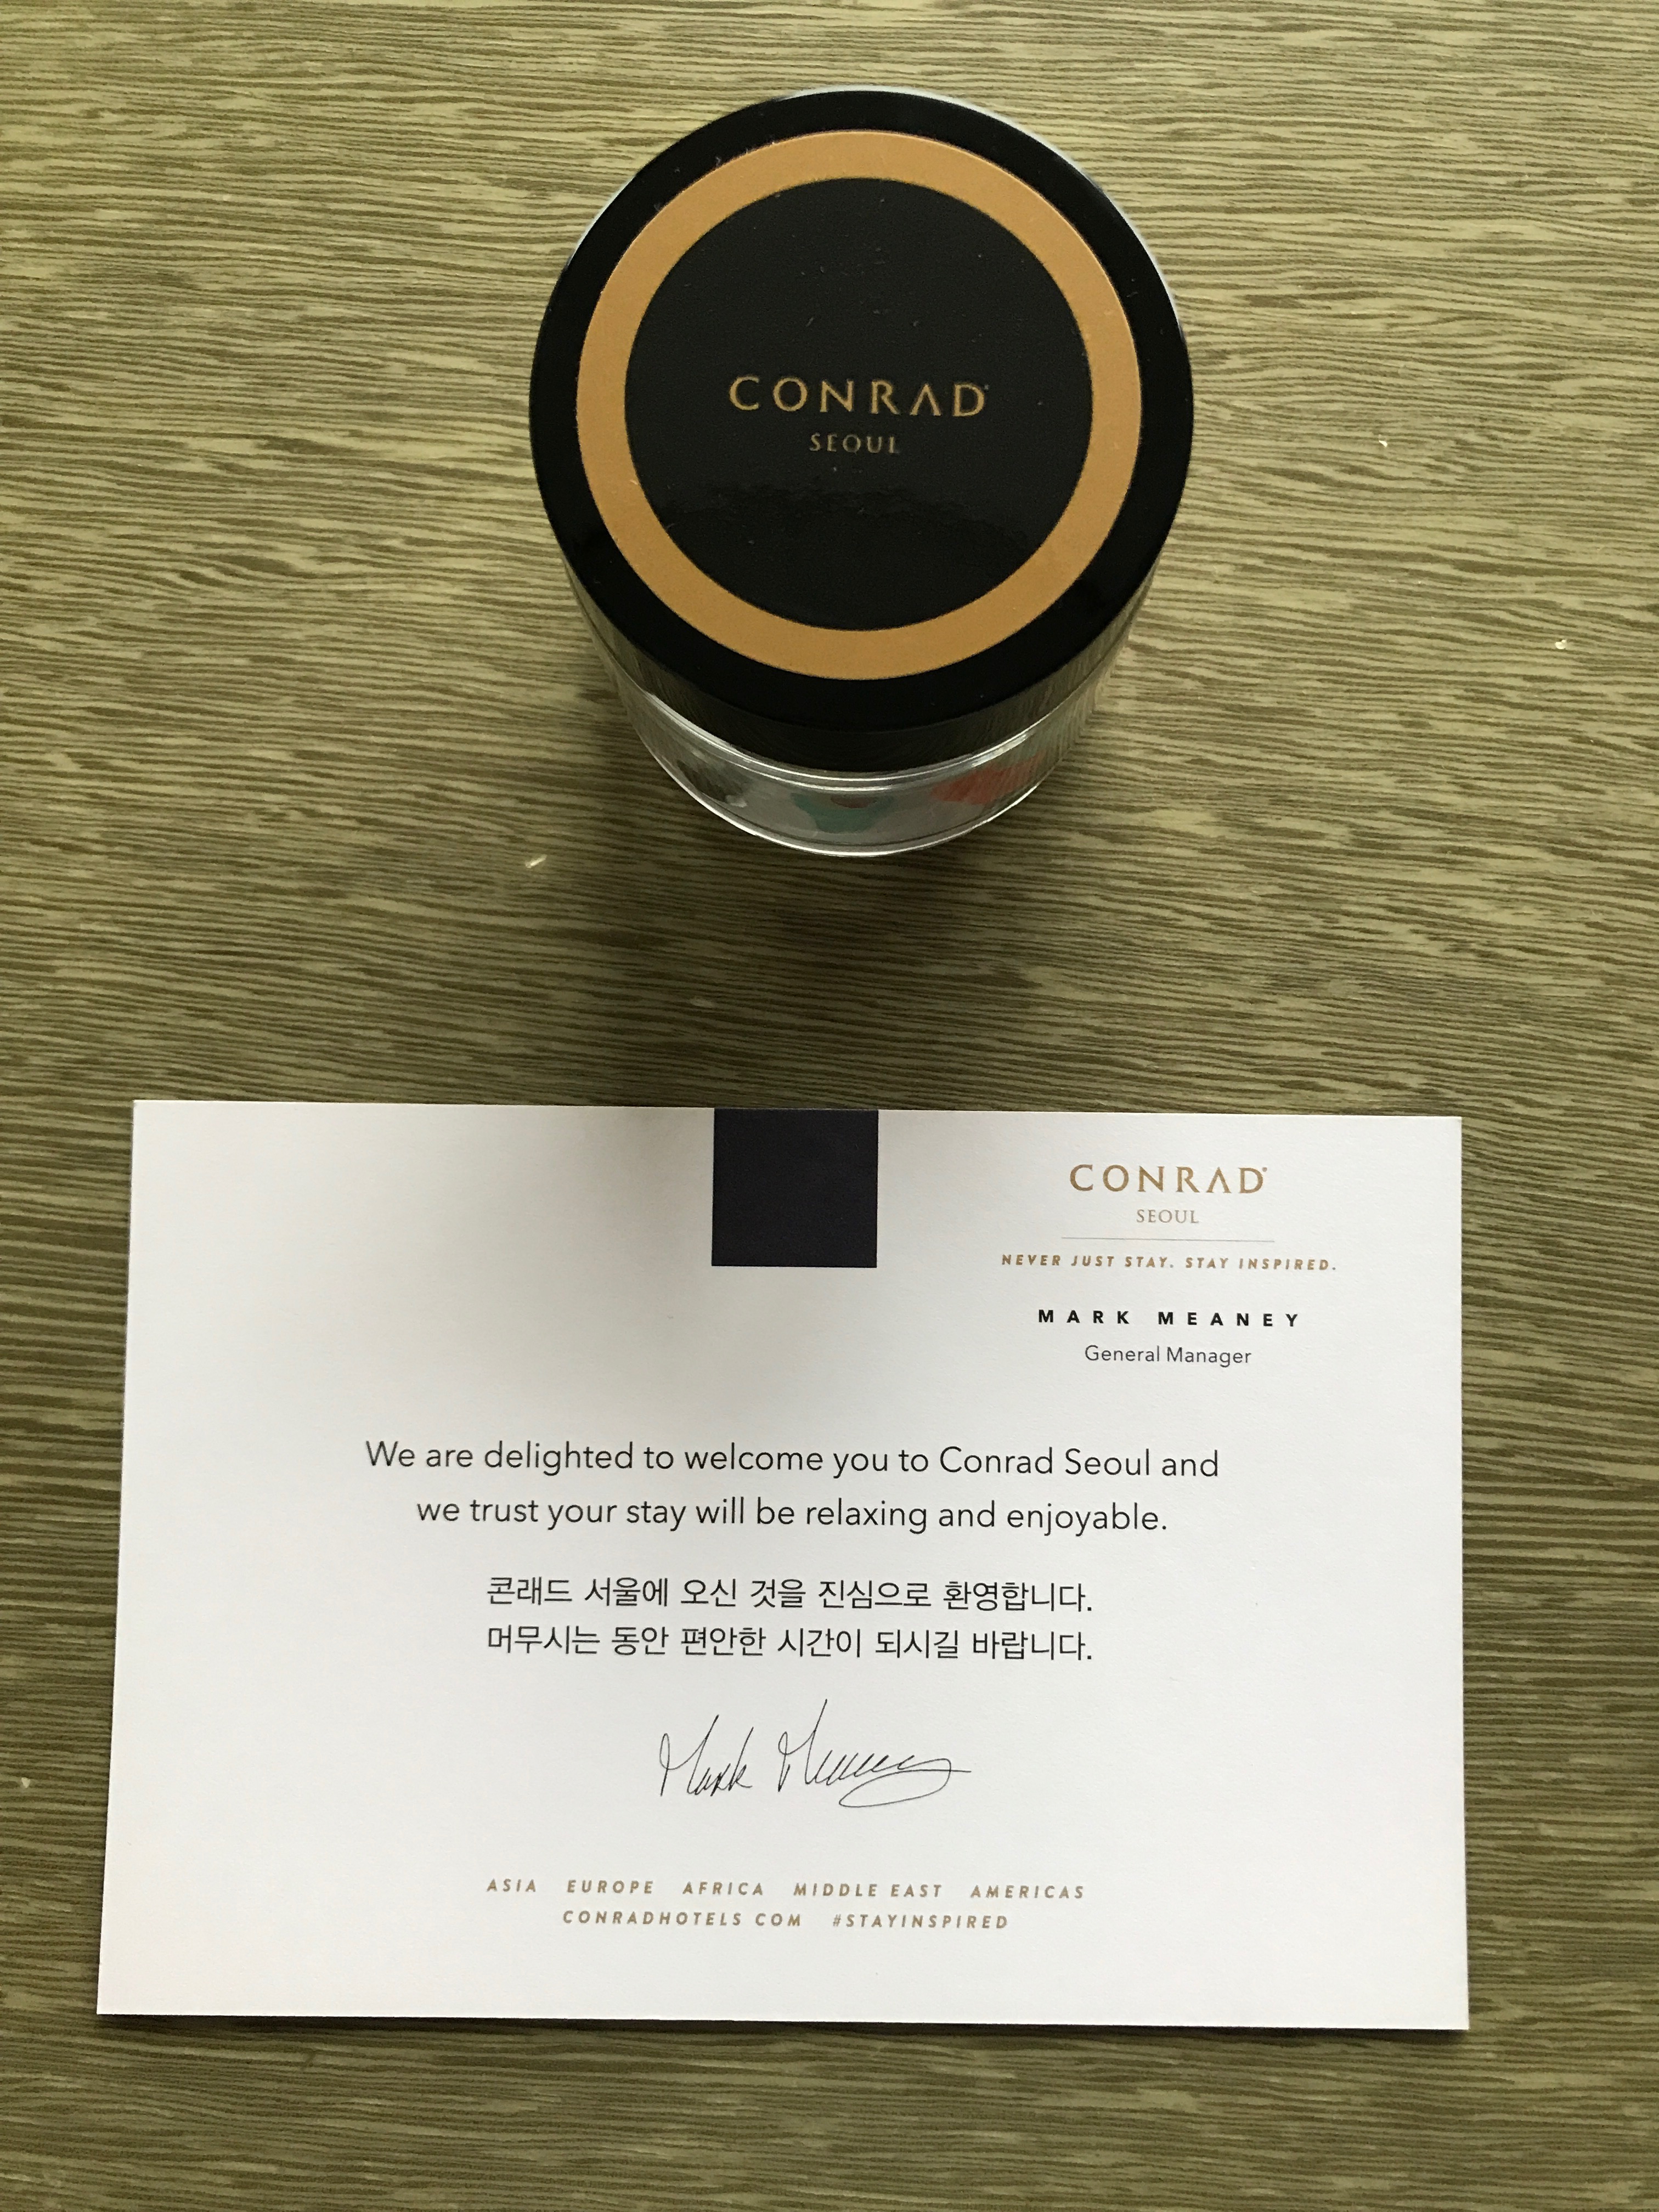 CONRAD
SEOUL
CONRAD
SEOUL
NEVER JUST STAY. STAY INSPIRED.
MARK MEANEY
General Manager
We are delighted to welcome you to Conrad Seoul and
we trust your stay will be relaxing and enjoyable.
콘래드 서울에 오신 것을 진심으로 환영합니다.
머무시는 동안 편안한 시간이 되시길 바랍니다.
Mark Meaney
ASIA EUROPE AFRICA MIDDLE EAST AMERICAS
CONRADHOTELS COM #STAYINSPIRED